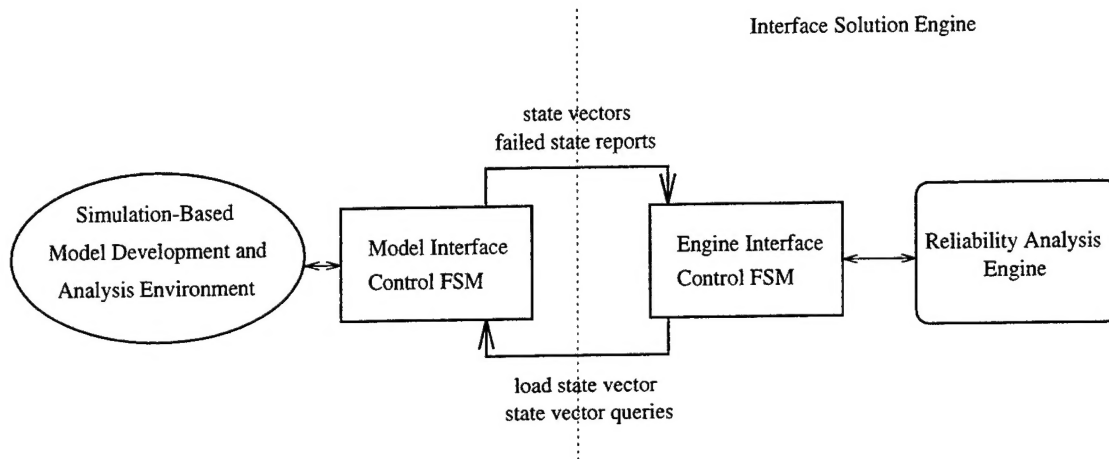 Interface Solution Engine
state vectors
failed state reports
Simulation-Based
Model Development and
Analysis Environment
Model Interface
Control FSM
Engine Interface
Control FSM
Reliability Analysis
Engine
load state vector
state vector queries